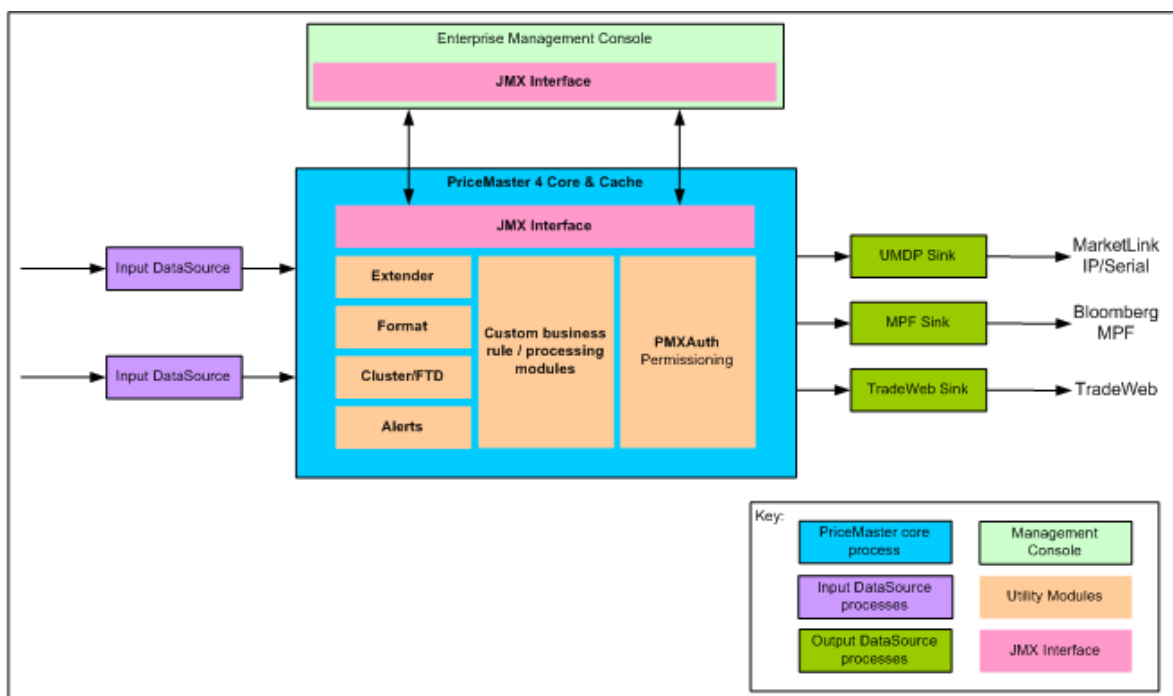 Enterprise Management Console
JMX Interface
PriceMaster 4 Core & Cache
JMX Interface
Input DataSource
Input DataSource
Extender
Format
Cluster/FTD
Alerts
Custom business
rule / processing
modules
PMXAuth
Permissioning
UMDP Sink
MarketLink
IP/Serial
MPF Sink
Bloomberg
MPF
TradeWeb Sink
TradeWeb
Key:
PriceMaster core
process
Management
Console
Input DataSource
processes
Utility Modules
Output DataSource
processes
JMX Interface